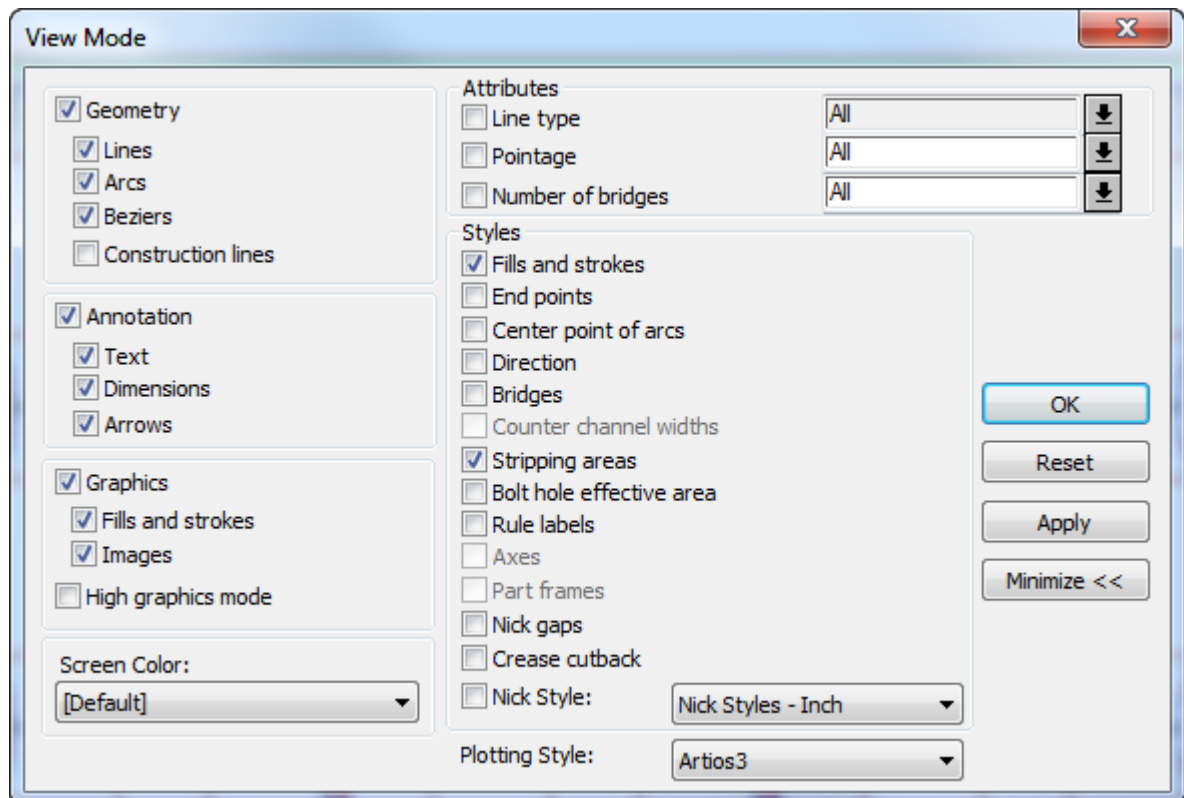 View Mode
Geometry
Lines
Arcs
Beziers
Construction lines
Annotation
Text
Dimensions
Arrows
Graphics
Fills and strokes
Images
High graphics mode
Screen Color:
[Default]
Attributes
Line type All
Pointage All
Number of bridges All
Styles
Fills and strokes
End points
Center point of arcs
Direction
Bridges
Counter channel widths
Stripping areas
Bolt hole effective area
Rule labels
Axes
Part frames
Nick gaps
Crease cutback
Nick Style: Nick Styles - Inch
Plotting Style: Artios3
OK
Reset
Apply
Minimize <<